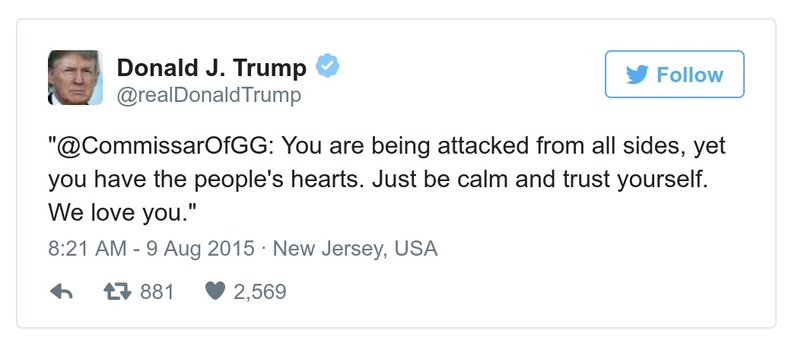 Donald J. Trump
@realDonaldTrump
Follow
"@CommissarOfGG: You are being attacked from all sides, yet
you have the people's hearts. Just be calm and trust yourself.
We love you."
8:21 AM - 9 Aug 2015 · New Jersey, USA
881 2,569